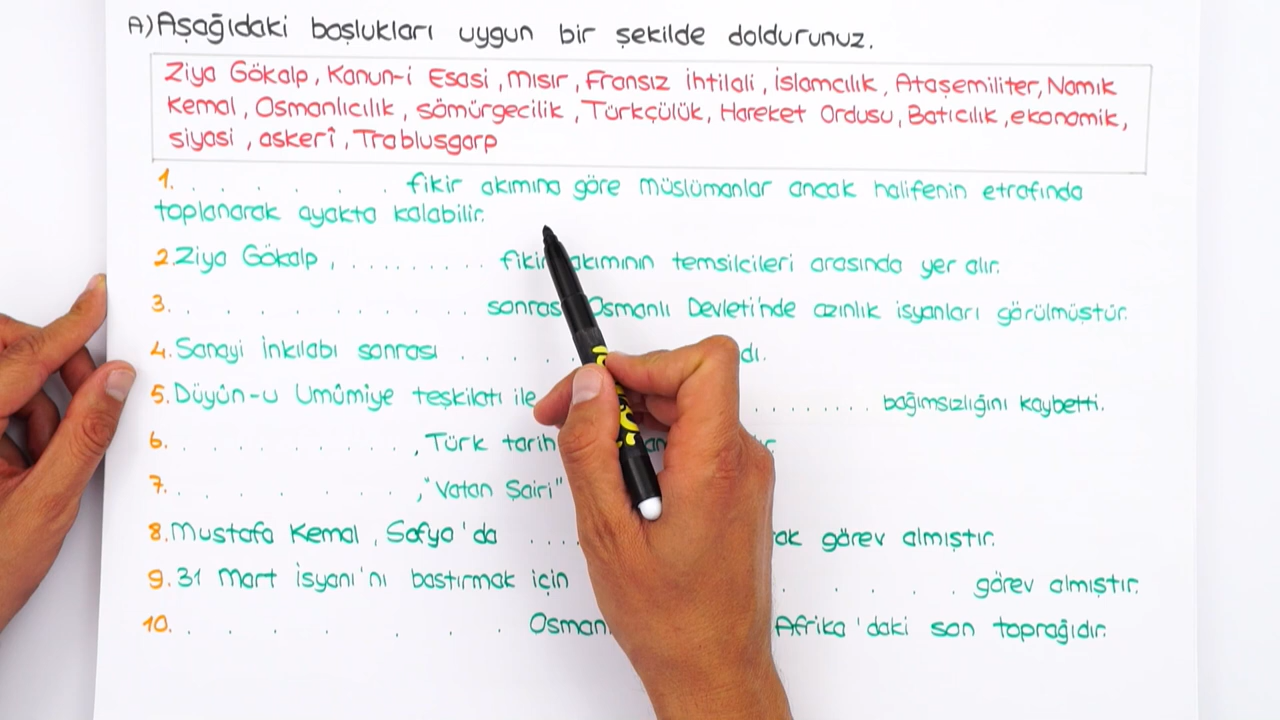 A) Aşağıdaki boşlukları uygun bir şekilde doldurunuz.
Ziya Gökalp, Kanun-i Esasi, Mısır, Fransız İhtilali, İslamcılık, Ataşemiliter, Namık
Kemal, Osmanlıcılık, sömürgecilik, Türkçülük, Hareket Ordusu, Batıcılık, ekonomik,
siyasi, askerî, Trablusgarp
1. . . . . . . fikir akımına göre müslümanlar ancak halifenin etrafında
toplanarak ayakta kalabilir.
2. Ziya Gökalp, ........ fikir akımının temsilcileri arasında yer alır.
3. . . . . . . . . . Osmanlı Devleti'nde azınlık isyanları görülmüştür.
4. Sanayi İnkılabı sonrası . . . .
5. Düyûn-u Umûmiye teşkilatı ile ........ bağımsızlığını kaybetti.
6. . . . . . . . . , Türk
7. . . . . . . , "Vatan Şairi"
8. Mustafa Kemal, Sofya'da .... görev almıştır.
9. 31 Mart İsyanı'nı bastırmak için . . . . . görev almıştır.
10. . . . . . . Afrika'daki son toprağıdır.